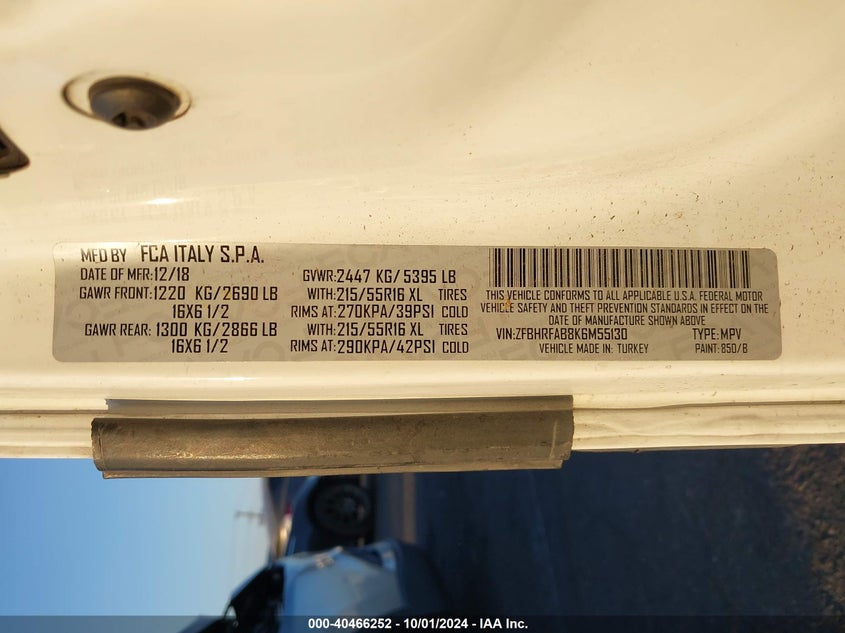 MFD BY FCA ITALY S.P.A.
DATE OF MFR:12/18 GVWR:2447 KG/ 5395 LB
GAWR FRONT:1220 KG/2690 LB WITH:215/55R16 XL TIRES
16X6 1/2 RIMS AT:270KPA/39PSI COLD
GAWR REAR: 1300 KG/2866 LB WITH:215/55R16 XL TIRES
16X6 1/2 RIMS AT:290KPA/42PSI COLD
THIS VEHICLE CONFORMS TO ALL APPLICABLE U.S.A. FEDERAL MOTOR
VEHICLE SAFETY AND THEFT PREVENTION STANDARDS IN EFFECT ON THE
DATE OF MANUFACTURE SHOWN ABOVE
VIN:ZFBHRFAB8K6M55130 TYPE: MPV
VEHICLE MADE IN: TURKEY PAINT: 850/B
000-40466252 - 10/01/2024 - IAA Inc.